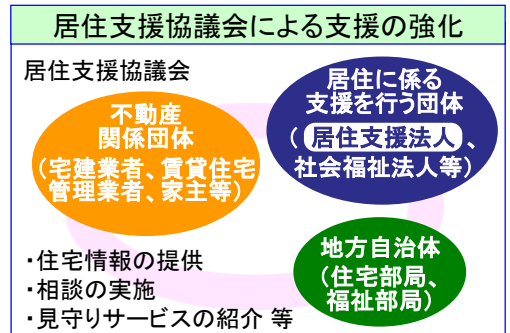 居住支援協議会による支援の強化
居住支援協議会
不動産
関係団体
（宅建業者、賃貸住宅
管理業者、家主等）
居住に係る
支援を行う団体
（居住支援法人、
社会福祉法人等）
地方自治体
（住宅部局、
福祉部局）
・住宅情報の提供
・相談の実施
・見守りサービスの紹介 等